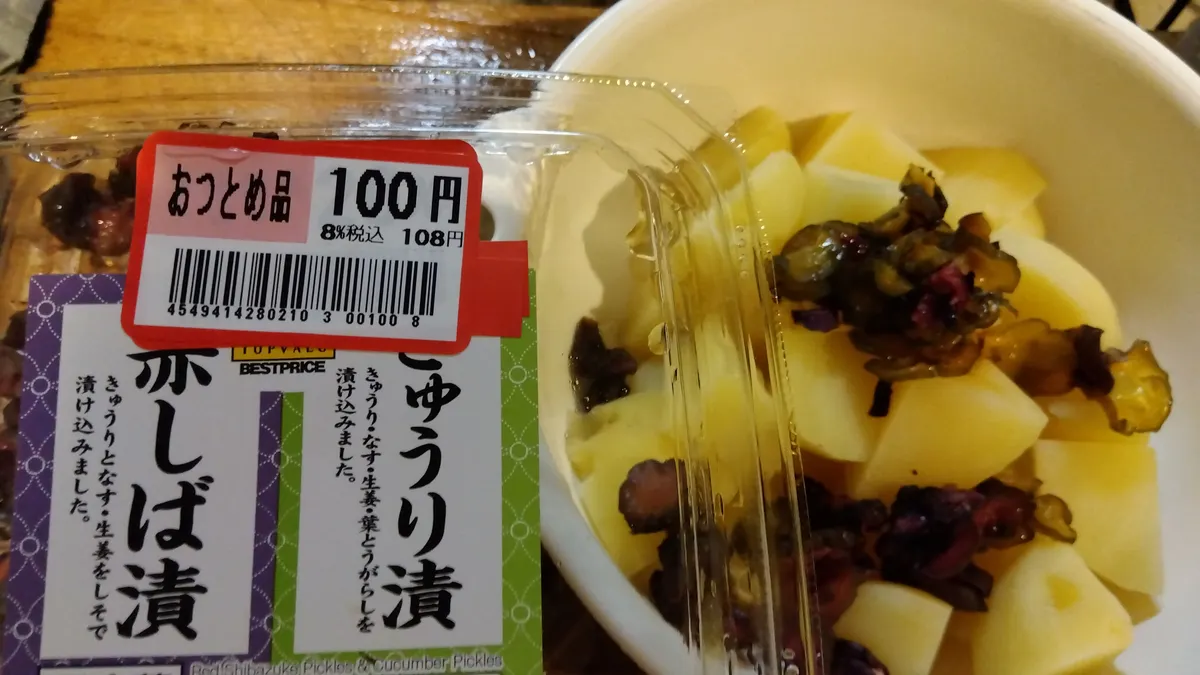 おつとめ品
100円
8%税込 108円
4549414280210 3 00100 8
TOPVALU
BESTPRICE
赤しば漬
きゅうりとなす・生姜をしそで
漬け込みました。
きゅうり漬
きゅうり・なす・生姜・葉とうがらしを
漬け込みました。
Red Shibazuke Pickles & Cucumber Pickles